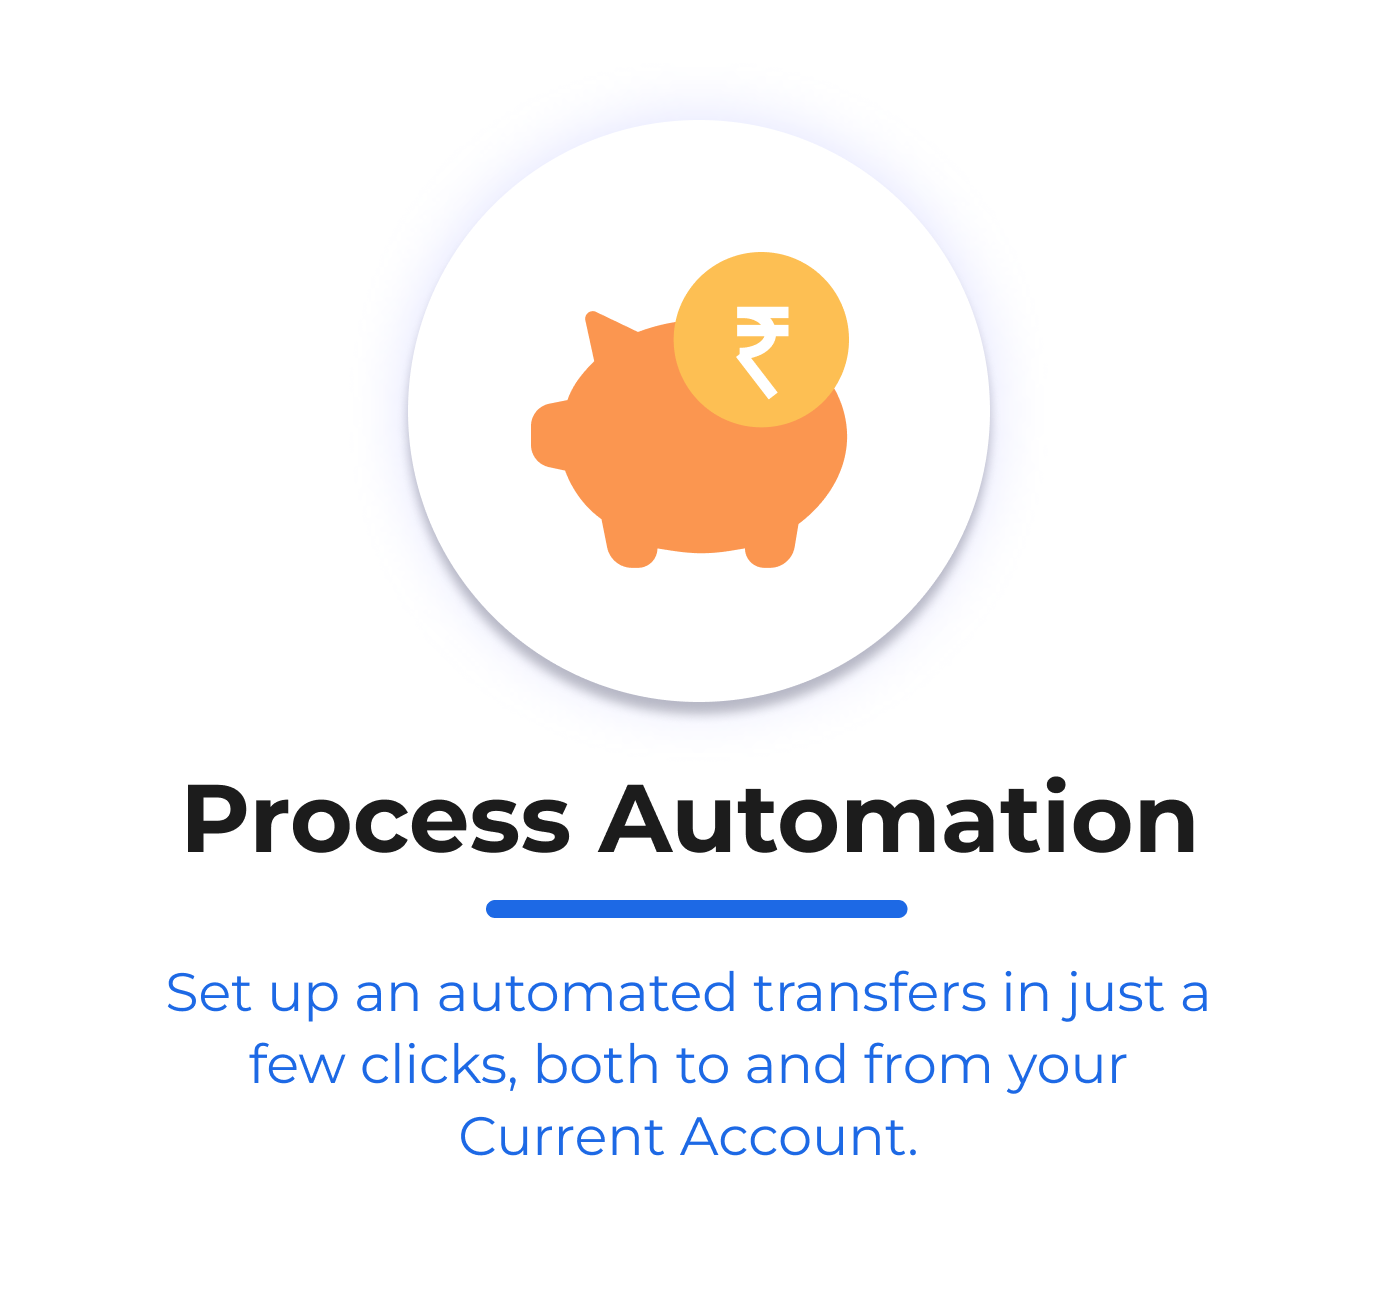 ₹
Process Automation
Set up an automated transfers in just a
few clicks, both to and from your
Current Account.